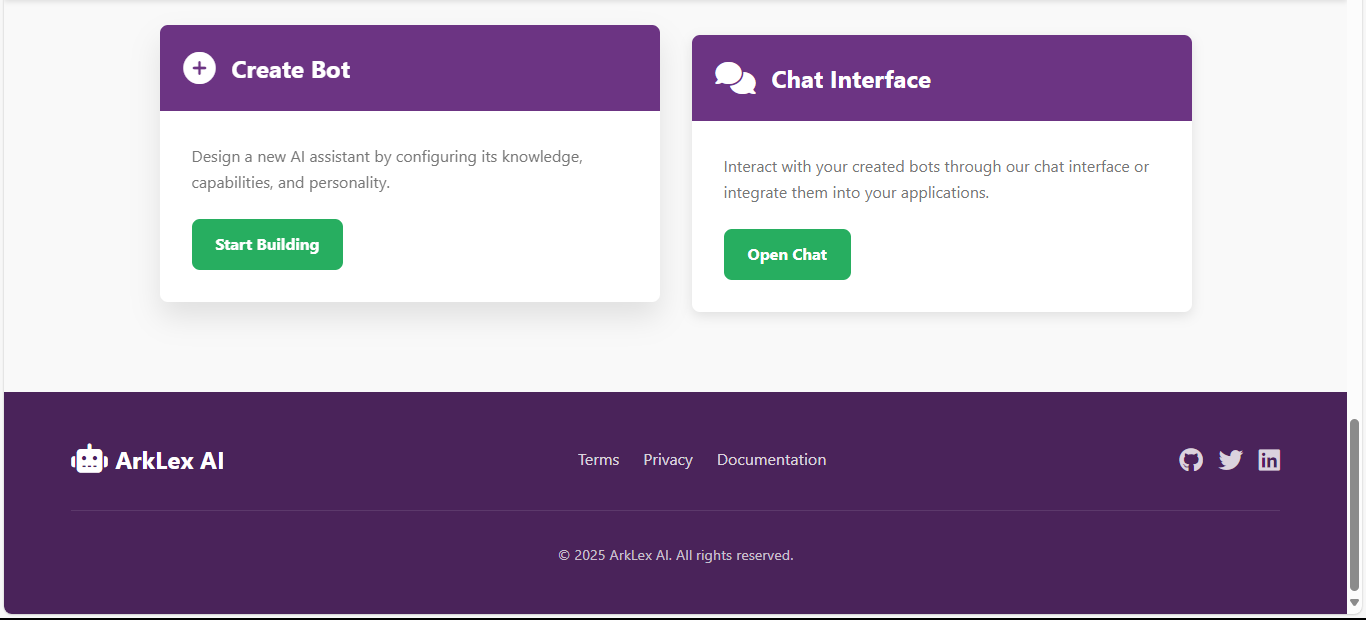 Create Bot
Design a new AI assistant by configuring its knowledge,
capabilities, and personality.
Start Building
Chat Interface
Interact with your created bots through our chat interface or
integrate them into your applications.
Open Chat
ArkLex AI
Terms Privacy Documentation
in
© 2025 ArkLex AI. All rights reserved.